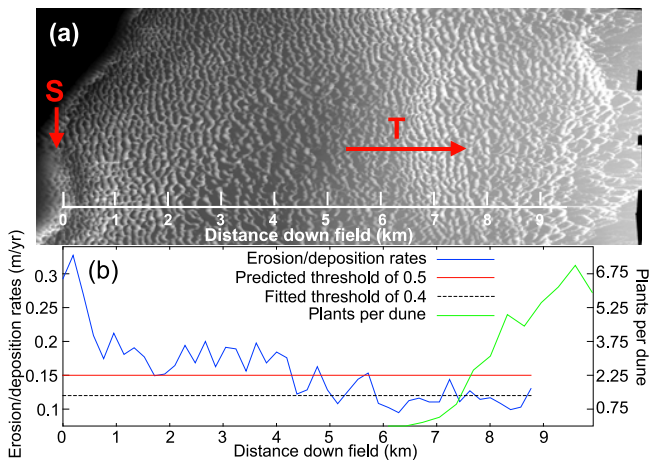 (a)
S
T
0 1 2 3 4 5 6 7 8 9
Distance down field (km)
(b)
Erosion/deposition rates
Predicted threshold of 0.5
Fitted threshold of 0.4
Plants per dune
Erosion/deposition rates (m/yr)
0.3
0.2
0.15
0.1
Plants per dune
6.75
5.25
3.75
2.25
0.75
0 1 2 3 4 5 6 7 8 9
Distance down field (km)